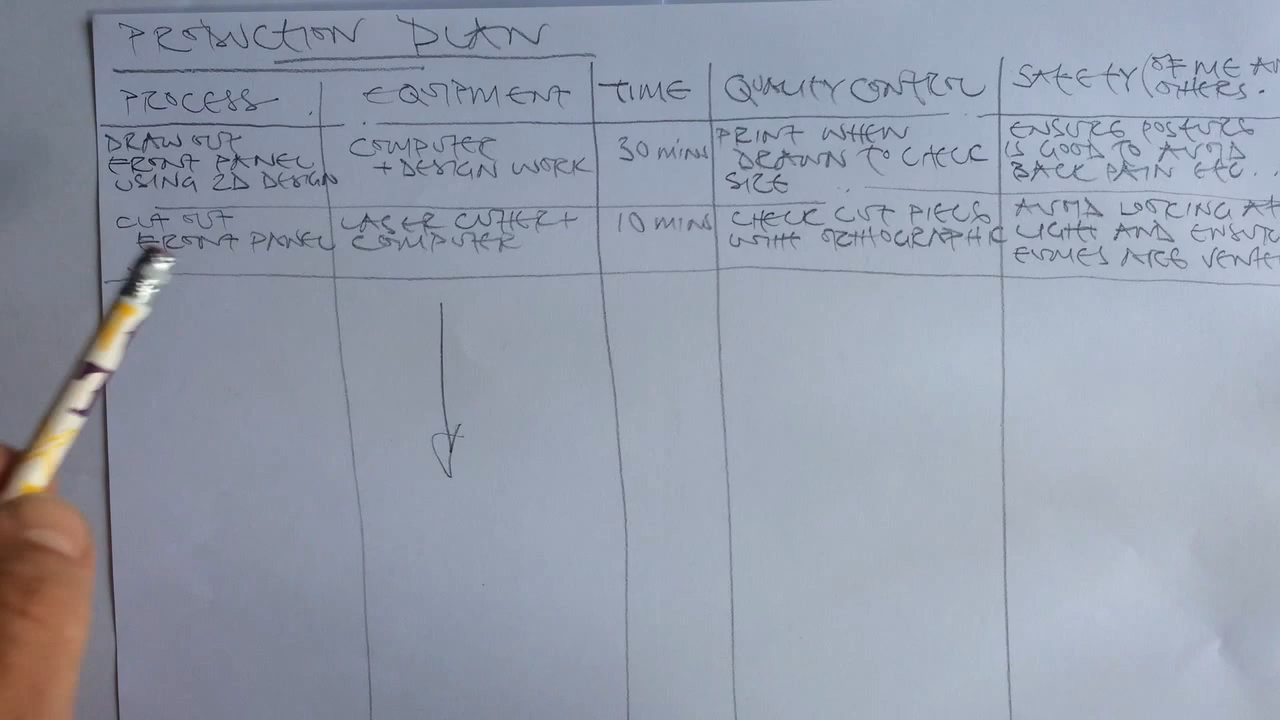 PRODUCTION PLAN
PROCESS
EQUIPMENT
TIME
QUALITY CONTROL
SAFETY (OF ME AN
OTHERS.
DRAW OUT
FRONT PANEL
USING 2D DESIGN
COMPUTER
+ DESIGN WORK
30 MINS
PRINT WHEN
DRAWN TO CHECK
SIZE
ENSURE POSTURE
IS GOOD TO AVOID
BACK PAIN ETC...
CUT OUT
FRONT PANEL
LASER CUTTER +
COMPUTER
10 MINS
CHECK CUT PIECE
WITH ORTHOGRAPHIC
AVOID LOOKING AT
LIGHT AND ENSURE
FUMES ARE VENTE